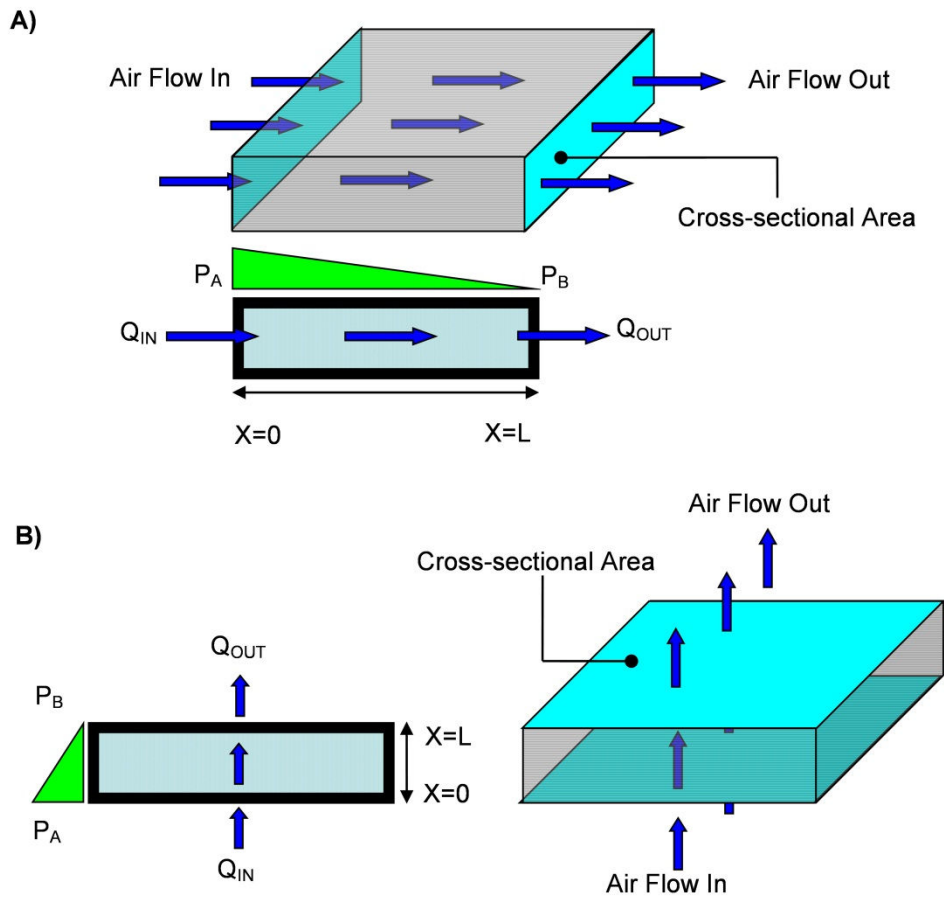 A)
Air Flow In
Air Flow Out
Cross-sectional Area
P_A
P_B
Q_IN
Q_OUT
X=0
X=L
B)
Air Flow Out
Cross-sectional Area
Q_OUT
P_B
X=L
X=0
P_A
Q_IN
Air Flow In